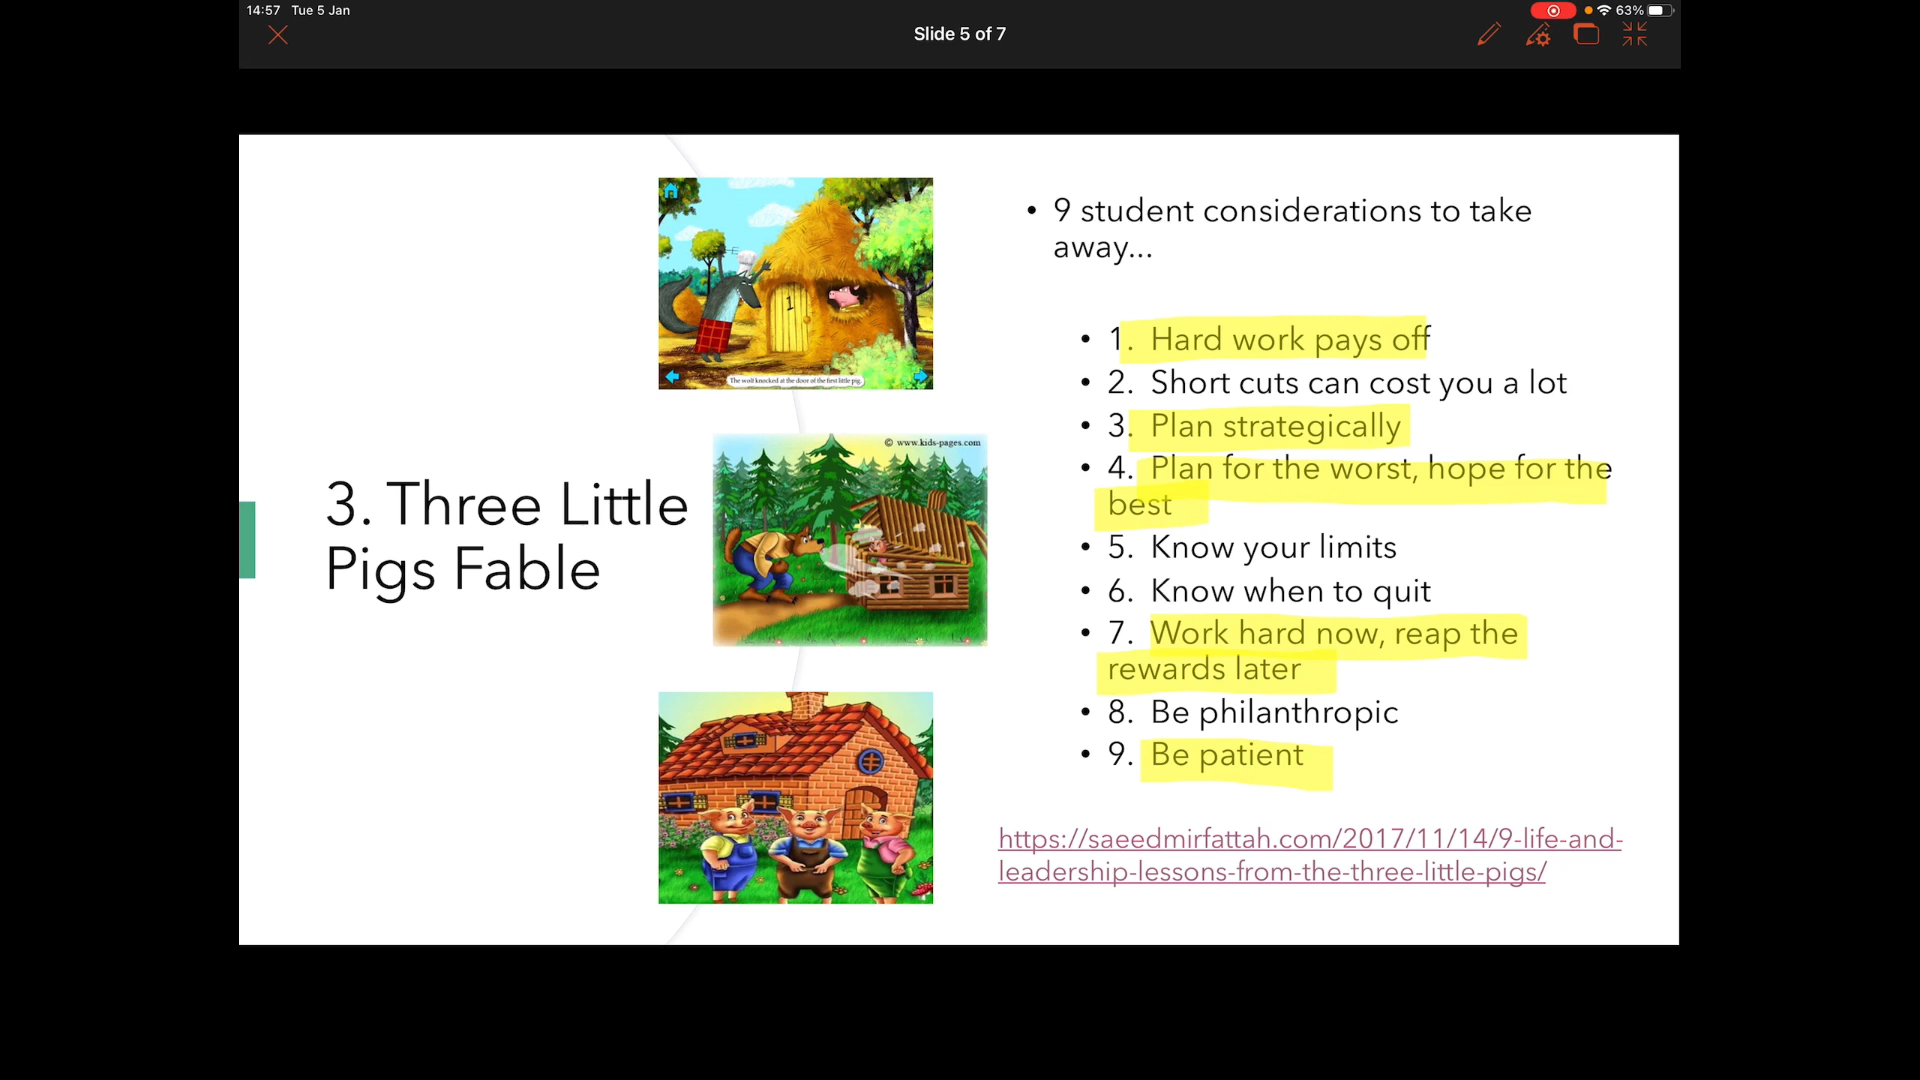 14:57 Tue 5 Jan
63%
Slide 5 of 7
3. Three Little
Pigs Fable
1
The wolf knocked at the door of the first little pig.
© www.kids-pages.com
• 9 student considerations to take
away...
• 1. Hard work pays off
• 2. Short cuts can cost you a lot
• 3. Plan strategically
• 4. Plan for the worst, hope for the
best
• 5. Know your limits
• 6. Know when to quit
• 7. Work hard now, reap the
rewards later
• 8. Be philanthropic
• 9. Be patient
https://saeedmirfattah.com/2017/11/14/9-life-and-
leadership-lessons-from-the-three-little-pigs/